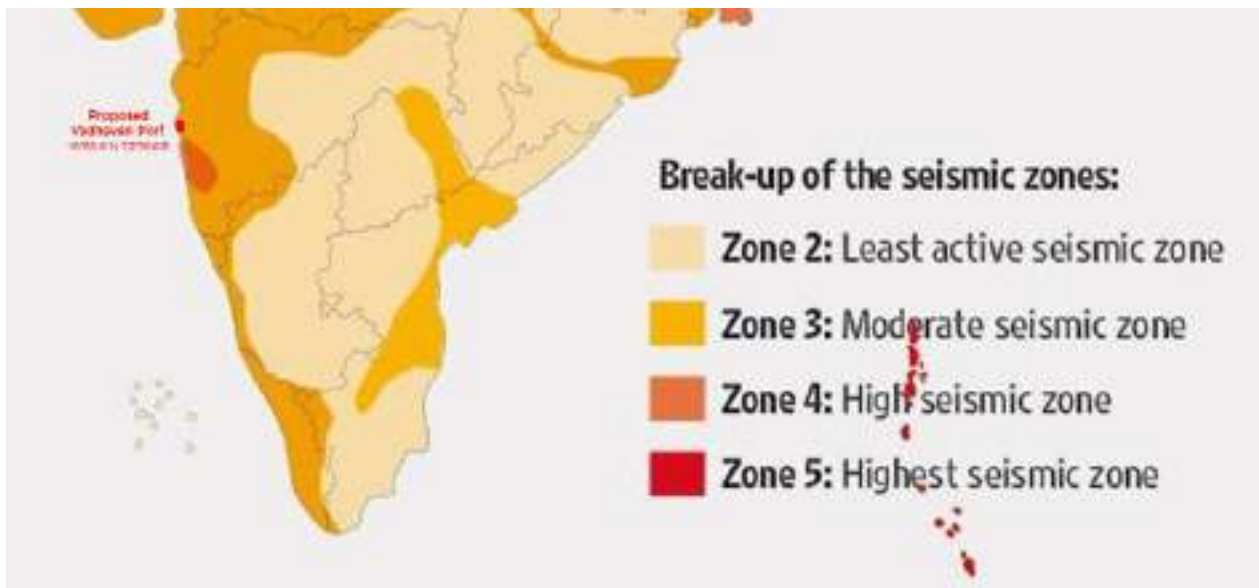 Proposed
Vadhavan Port
Break-up of the seismic zones:
Zone 2: Least active seismic zone
Zone 3: Moderate seismic zone
Zone 4: High seismic zone
Zone 5: Highest seismic zone